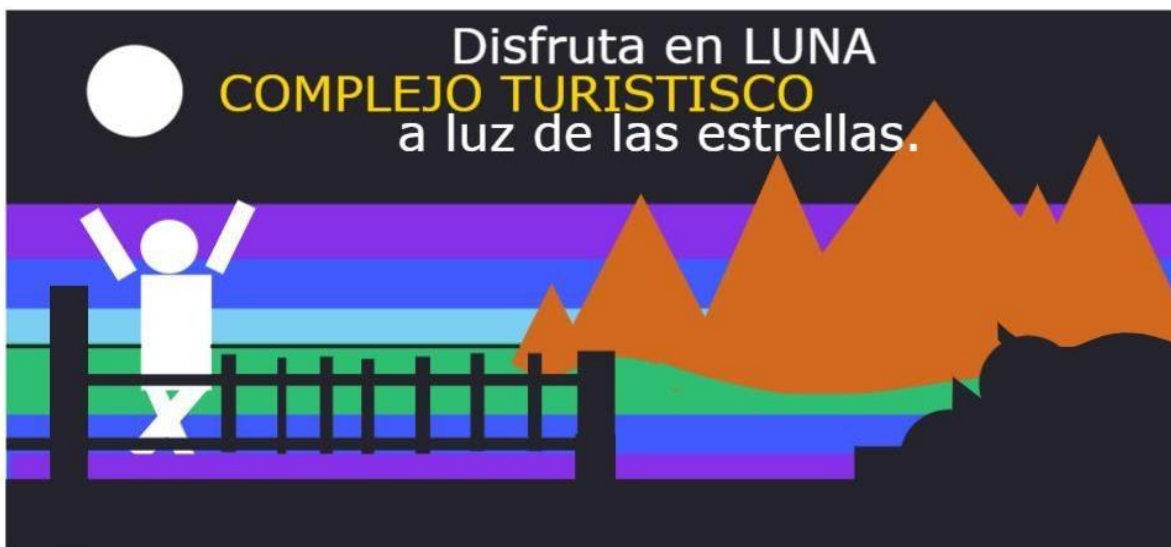 Disfruta en LUNA
COMPLEJO TURISTISCO
a luz de las estrellas.